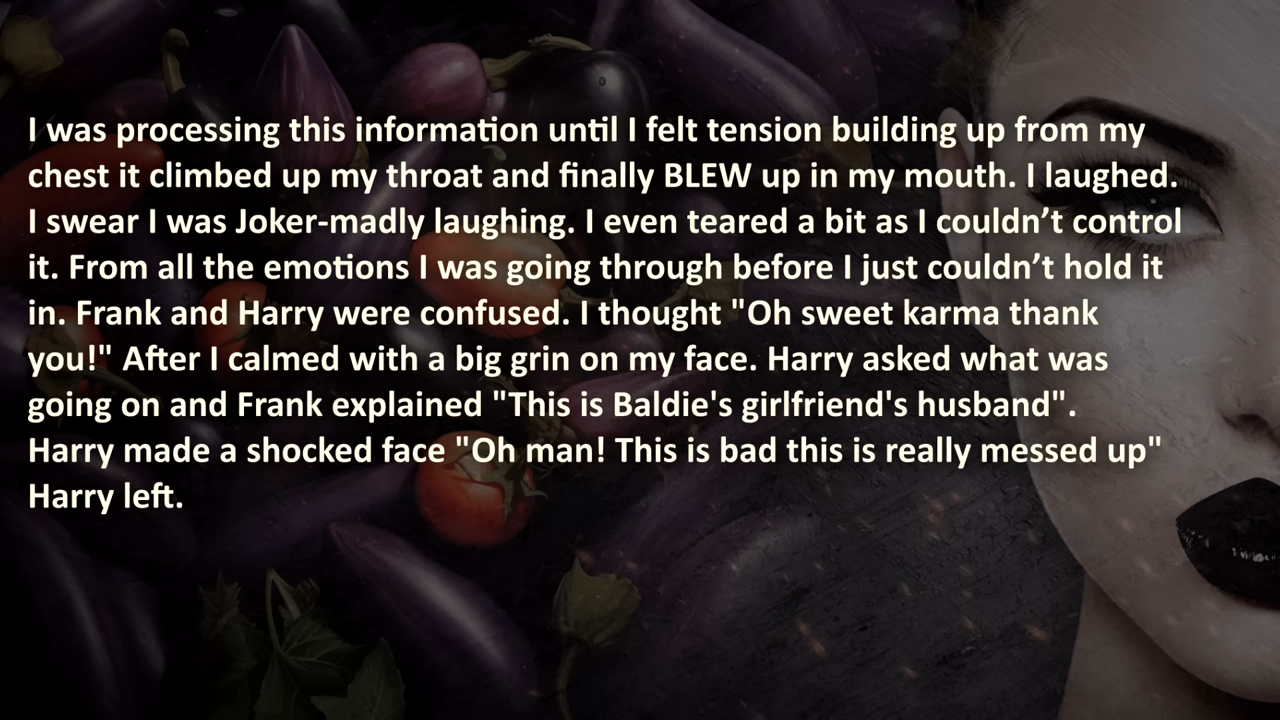 I was processing this information until I felt tension building up from my
chest it climbed up my throat and finally BLEW up in my mouth. I laughed.
I swear I was Joker-madly laughing. I even teared a bit as I couldn’t control
it. From all the emotions I was going through before I just couldn’t hold it
in. Frank and Harry were confused. I thought "Oh sweet karma thank
you!" After I calmed with a big grin on my face. Harry asked what was
going on and Frank explained "This is Baldie's girlfriend's husband".
Harry made a shocked face "Oh man! This is bad this is really messed up"
Harry left.